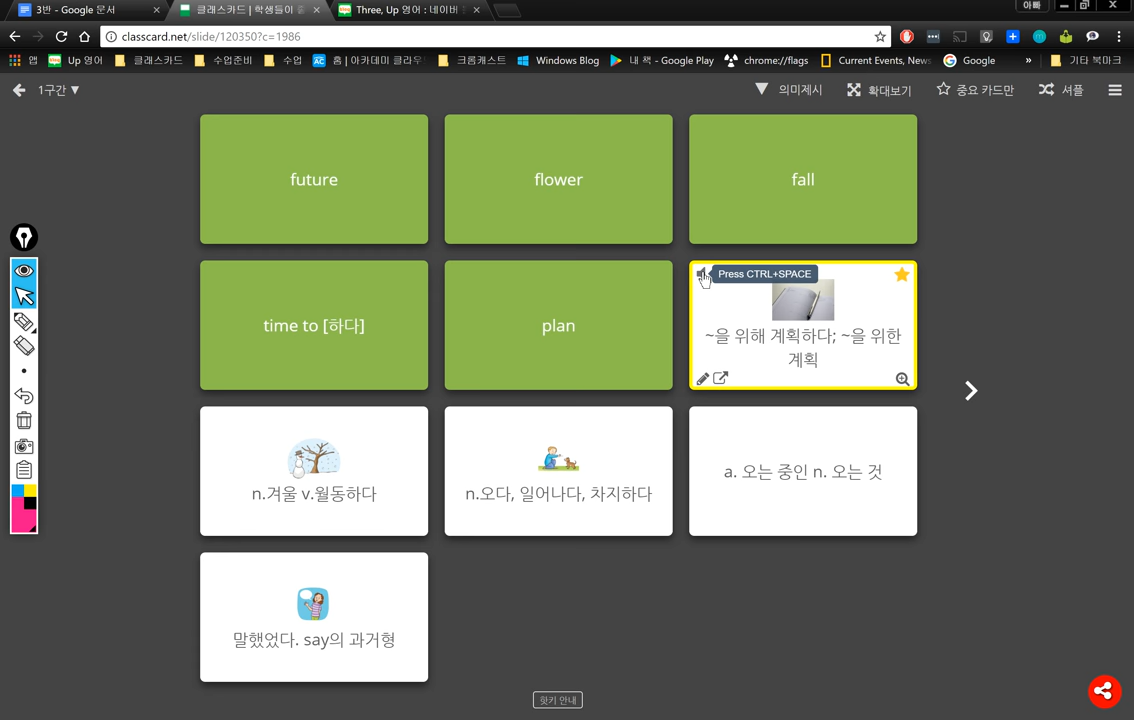 3반 - Google 문서
클래스카드 | 학생들이
Three, Up 영어 : 네이버
아빠
classcard.net/slide/120350?c=1986
앱
Up 영어
클래스카드
수업준비
수업
홈 | 아카데미 클라우
크롬캐스트
Windows Blog
내 책 - Google Play
chrome://flags
Current Events, News
Google
»
기타 북마크
1구간 ▼
의미제시
확대보기
중요 카드만
셔플
future
flower
fall
time to [하다]
plan
Press CTRL+SPACE
~을 위해 계획하다; ~을 위한
계획
n.겨울 v.월동하다
n.오다, 일어나다, 차지하다
a. 오는 중인 n. 오는 것
말했었다. say의 과거형
핫키 안내